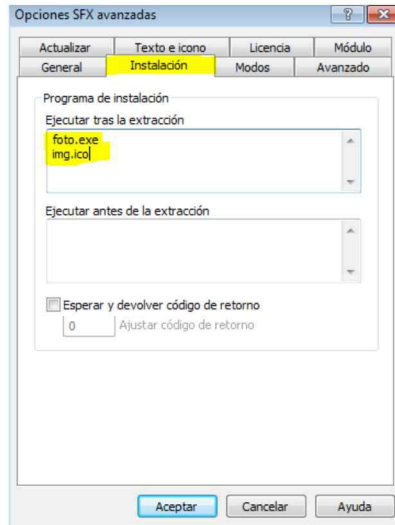 Opciones SFX avanzadas
Actualizar Texto e icono Licencia Módulo
General Instalación Modos Avanzado
Programa de instalación
Ejecutar tras la extracción
foto.exe
img.ico
Ejecutar antes de la extracción
Esperar y devolver código de retorno
0 Ajustar código de retorno
Aceptar Cancelar Ayuda